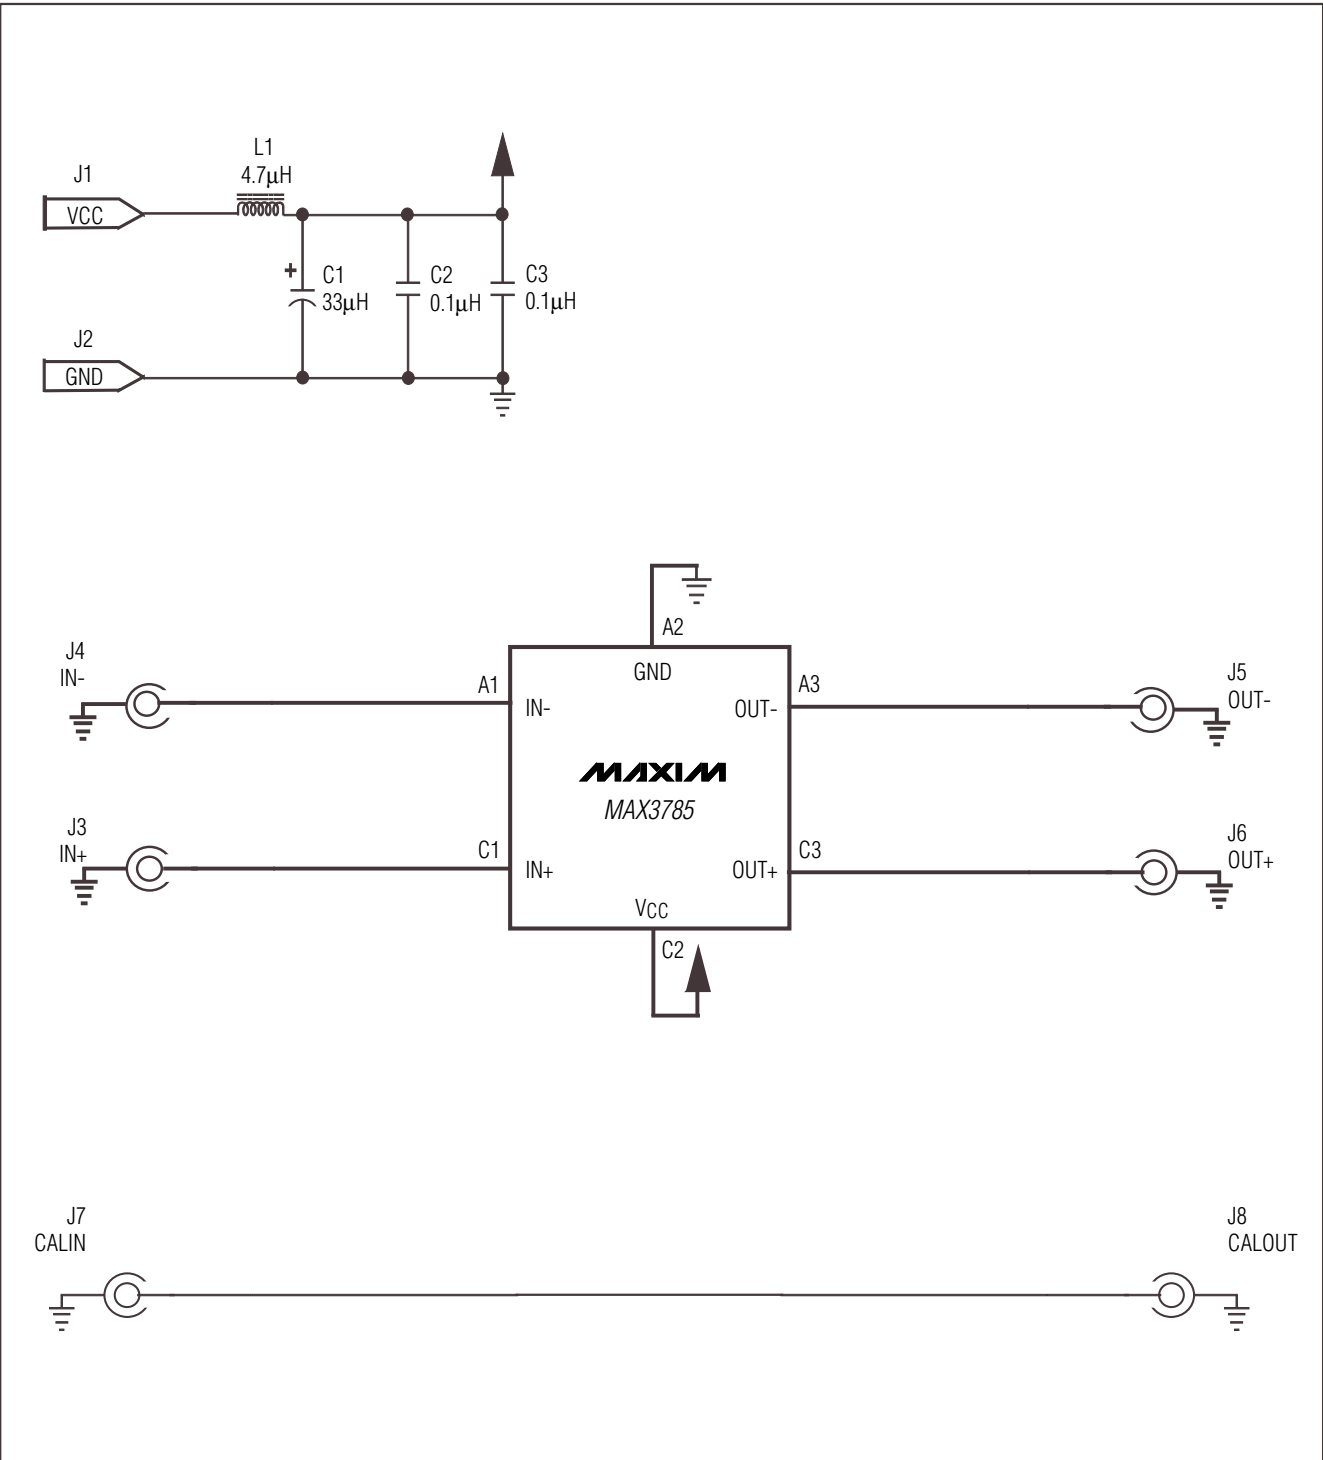 L1
4.7µH
J1
VCC
+
C1
33µH
C2
0.1µH
C3
0.1µH
J2
GND
A2
GND
J4
IN-
A1
IN-
A3
OUT-
J5
OUT-
MAXIM
MAX3785
J3
IN+
C1
IN+
C3
OUT+
J6
OUT+
VCC
C2
J7
CALIN
J8
CALOUT